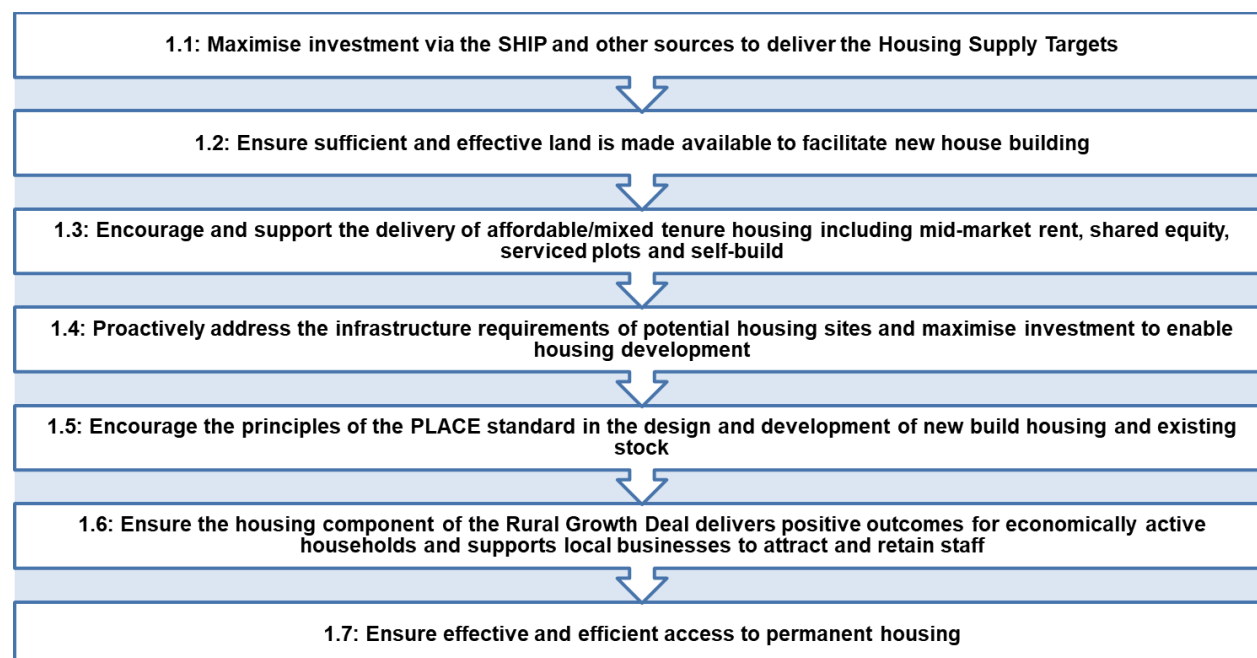 1.1: Maximise investment via the SHIP and other sources to deliver the Housing Supply Targets
1.2: Ensure sufficient and effective land is made available to facilitate new house building
1.3: Encourage and support the delivery of affordable/mixed tenure housing including mid-market rent, shared equity,
serviced plots and self-build
1.4: Proactively address the infrastructure requirements of potential housing sites and maximise investment to enable
housing development
1.5: Encourage the principles of the PLACE standard in the design and development of new build housing and existing
stock
1.6: Ensure the housing component of the Rural Growth Deal delivers positive outcomes for economically active
households and supports local businesses to attract and retain staff
1.7: Ensure effective and efficient access to permanent housing